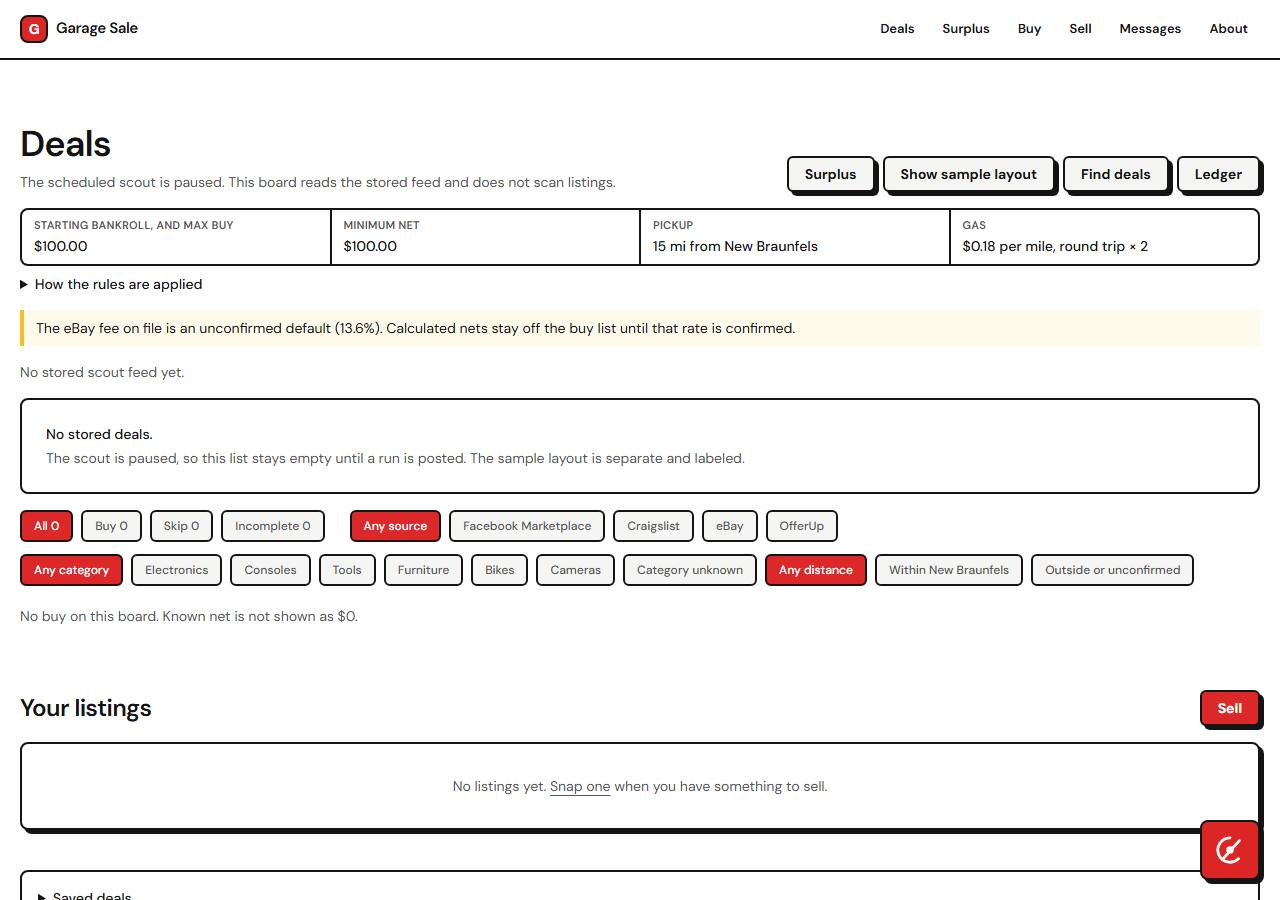 G Garage Sale Deals Surplus Buy Sell Messages About
Deals
The scheduled scout is paused. This board reads the stored feed and does not scan listings.
Surplus Show sample layout Find deals Ledger
STARTING BANKROLL, AND MAX BUY MINIMUM NET PICKUP GAS
$100.00 $100.00 15 mi from New Braunfels $0.18 per mile, round trip × 2
How the rules are applied
The eBay fee on file is an unconfirmed default (13.6%). Calculated nets stay off the buy list until that rate is confirmed.
No stored scout feed yet.
No stored deals.
The scout is paused, so this list stays empty until a run is posted. The sample layout is separate and labeled.
All 0 Buy 0 Skip 0 Incomplete 0 Any source Facebook Marketplace Craigslist eBay OfferUp
Any category Electronics Consoles Tools Furniture Bikes Cameras Category unknown Any distance Within New Braunfels Outside or unconfirmed
No buy on this board. Known net is not shown as $0.
Your listings Sell
No listings yet. Snap one when you have something to sell.
Saved deals